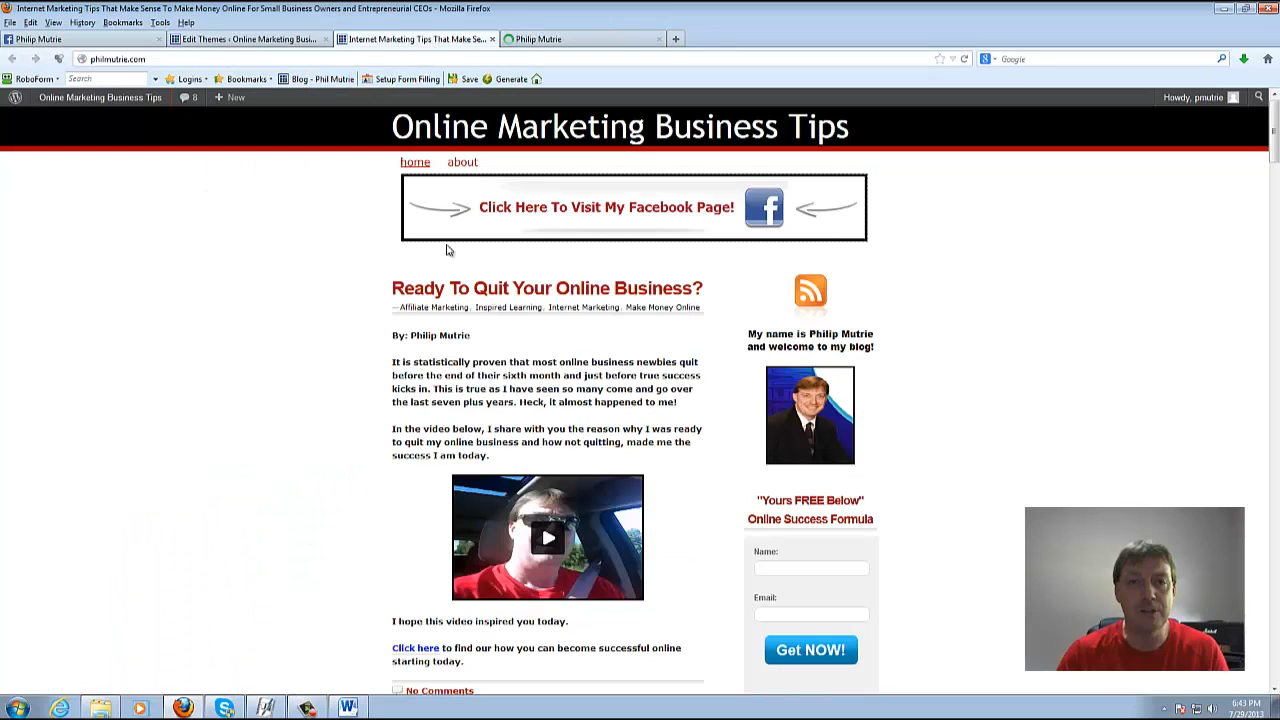 Internet Marketing Tips That Make Sense To Make Money Online For Small Business Owners and Entrepreneurial CEOs - Mozilla Firefox
File Edit View History Bookmarks Tools Help
Philip Mutrie × Edit Themes ‹ Online Marketing Busi... × Internet Marketing Tips That Make Se... × Philip Mutrie × +
philmutrie.com Google
RoboForm Search Logins Bookmarks Blog - Phil Mutrie Setup Form Filling Save Generate
Online Marketing Business Tips 8 + New Howdy, pmutrie
Online Marketing Business Tips
home about
Click Here To Visit My Facebook Page! f
Ready To Quit Your Online Business?
—Affiliate Marketing, Inspired Learning, Internet Marketing, Make Money Online
By: Philip Mutrie
It is statistically proven that most online business newbies quit
before the end of their sixth month and just before true success
kicks in. This is true as I have seen so many come and go over
the last seven plus years. Heck, it almost happened to me!
In the video below, I share with you the reason why I was ready
to quit my online business and how not quitting, made me the
success I am today.
I hope this video inspired you today.
Click here to find our how you can become successful online
starting today.
No Comments
My name is Philip Mutrie
and welcome to my blog!
"Yours FREE Below"
Online Success Formula
Name:
Email:
Get NOW!
6:43 PM
7/29/2013